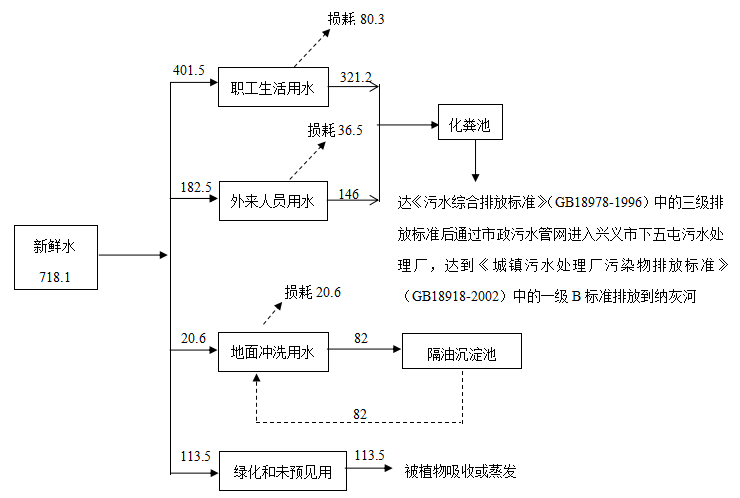 损耗 80.3
401.5
职工生活用水
321.2
化粪池
损耗 36.5
182.5
外来人员用水
146
达《污水综合排放标准》（GB18978-1996）中的三级排
放标准后通过市政污水管网进入兴义市下五屯污水处
理厂，达到《城镇污水处理厂污染物排放标准》
（GB18918-2002）中的一级 B 标准排放到纳灰河
新鲜水
718.1
损耗 20.6
20.6
地面冲洗用水
82
隔油沉淀池
82
113.5
绿化和未预见用
113.5
被植物吸收或蒸发